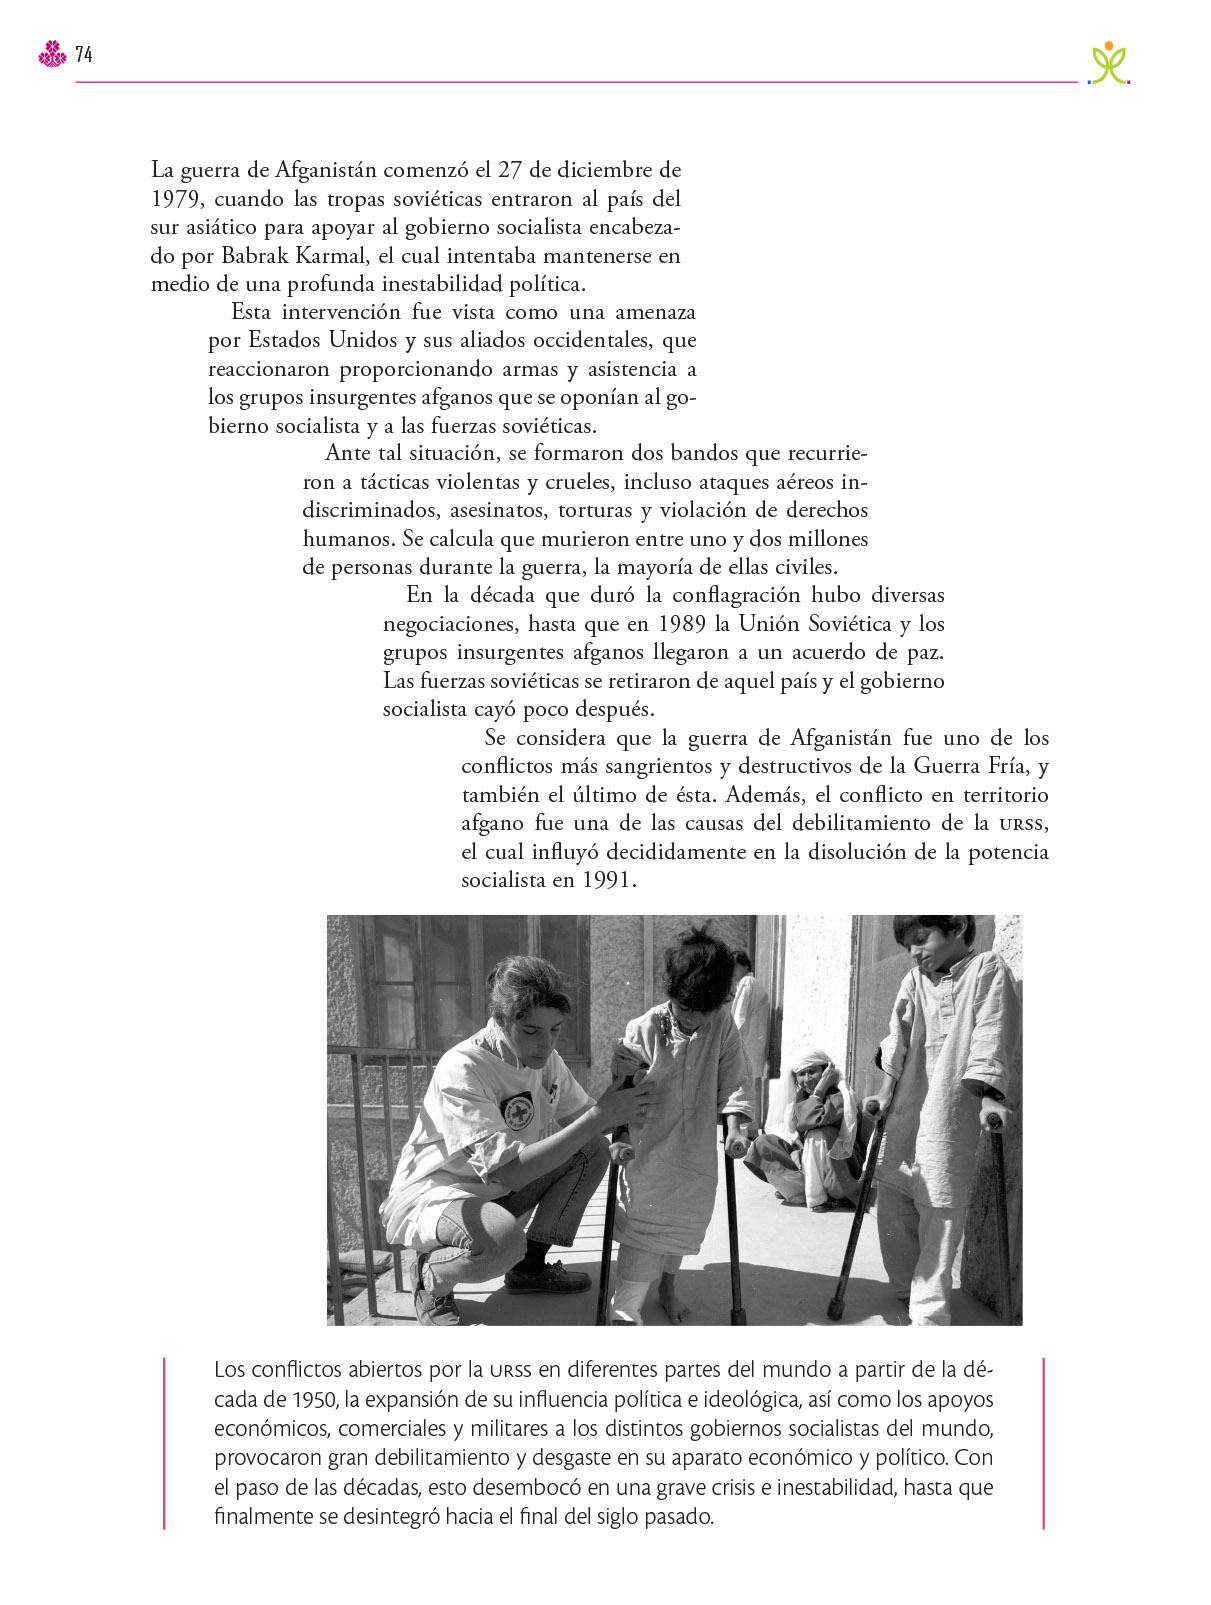 74
La guerra de Afganistán comenzó el 27 de diciembre de
1979, cuando las tropas soviéticas entraron al país del
sur asiático para apoyar al gobierno socialista encabeza-
do por Babrak Karmal, el cual intentaba mantenerse en
medio de una profunda inestabilidad política.
Esta intervención fue vista como una amenaza
por Estados Unidos y sus aliados occidentales, que
reaccionaron proporcionando armas y asistencia a
los grupos insurgentes afganos que se oponían al go-
bierno socialista y a las fuerzas soviéticas.
Ante tal situación, se formaron dos bandos que recurrie-
ron a tácticas violentas y crueles, incluso ataques aéreos in-
discriminados, asesinatos, torturas y violación de derechos
humanos. Se calcula que murieron entre uno y dos millones
de personas durante la guerra, la mayoría de ellas civiles.
En la década que duró la conflagración hubo diversas
negociaciones, hasta que en 1989 la Unión Soviética y los
grupos insurgentes afganos llegaron a un acuerdo de paz.
Las fuerzas soviéticas se retiraron de aquel país y el gobierno
socialista cayó poco después.
Se considera que la guerra de Afganistán fue uno de los
conflictos más sangrientos y destructivos de la Guerra Fría, y
también el último de ésta. Además, el conflicto en territorio
afgano fue una de las causas del debilitamiento de la URSS,
el cual influyó decididamente en la disolución de la potencia
socialista en 1991.
Los conflictos abiertos por la URSS en diferentes partes del mundo a partir de la dé-
cada de 1950, la expansión de su influencia política e ideológica, así como los apoyos
económicos, comerciales y militares a los distintos gobiernos socialistas del mundo,
provocaron gran debilitamiento y desgaste en su aparato económico y político. Con
el paso de las décadas, esto desembocó en una grave crisis e inestabilidad, hasta que
finalmente se desintegró hacia el final del siglo pasado.